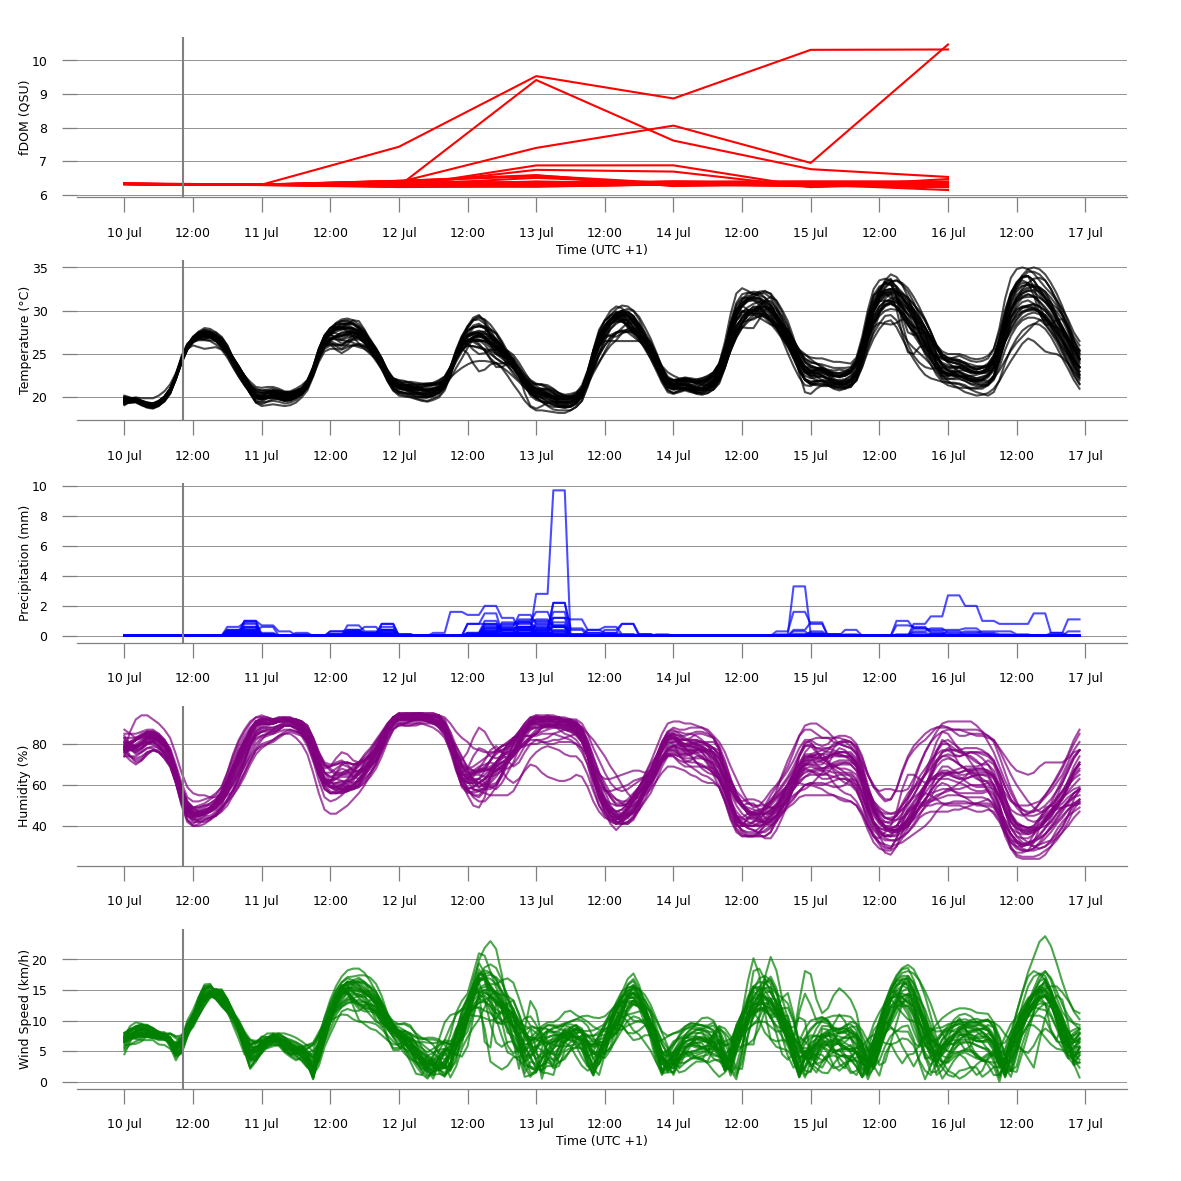 fDOM (QSU)
10
9
8
7
6
10 Jul 12:00 11 Jul 12:00 12 Jul 12:00 13 Jul 12:00 14 Jul 12:00 15 Jul 12:00 16 Jul 12:00 17 Jul
Time (UTC +1)
Temperature (°C)
35
30
25
20
10 Jul 12:00 11 Jul 12:00 12 Jul 12:00 13 Jul 12:00 14 Jul 12:00 15 Jul 12:00 16 Jul 12:00 17 Jul
Precipitation (mm)
10
8
6
4
2
0
10 Jul 12:00 11 Jul 12:00 12 Jul 12:00 13 Jul 12:00 14 Jul 12:00 15 Jul 12:00 16 Jul 12:00 17 Jul
Humidity (%)
80
60
40
10 Jul 12:00 11 Jul 12:00 12 Jul 12:00 13 Jul 12:00 14 Jul 12:00 15 Jul 12:00 16 Jul 12:00 17 Jul
Wind Speed (km/h)
20
15
10
5
0
10 Jul 12:00 11 Jul 12:00 12 Jul 12:00 13 Jul 12:00 14 Jul 12:00 15 Jul 12:00 16 Jul 12:00 17 Jul
Time (UTC +1)